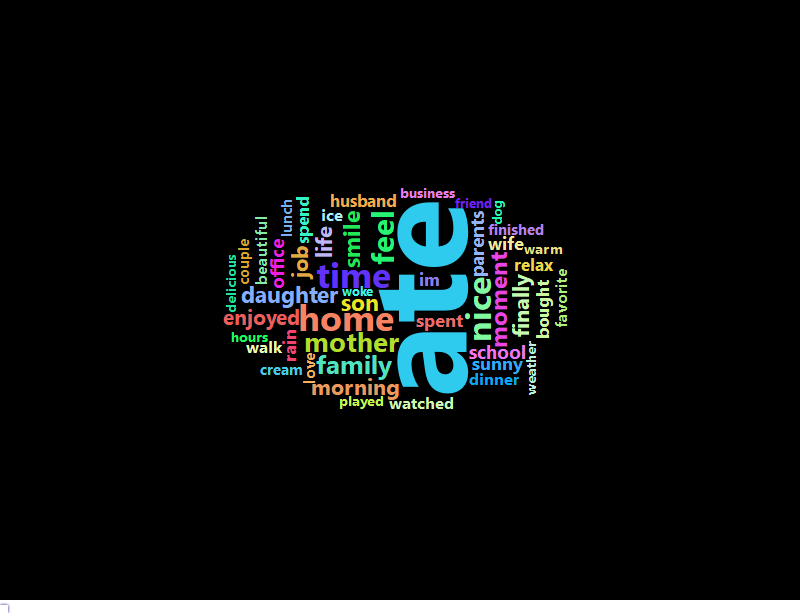 business
husband
friend
dog
lunch
spend
ice
smile
feel
ate
parents
finished
beautiful
couple
office
job
life
wife
warm
time
im
relax
delicious
daughter
woke
son
nice
moment
finally
bought
favorite
enjoyed
home
spent
hours
walk
rain
mother
school
weather
cream
love
family
sunny
dinner
morning
played
watched